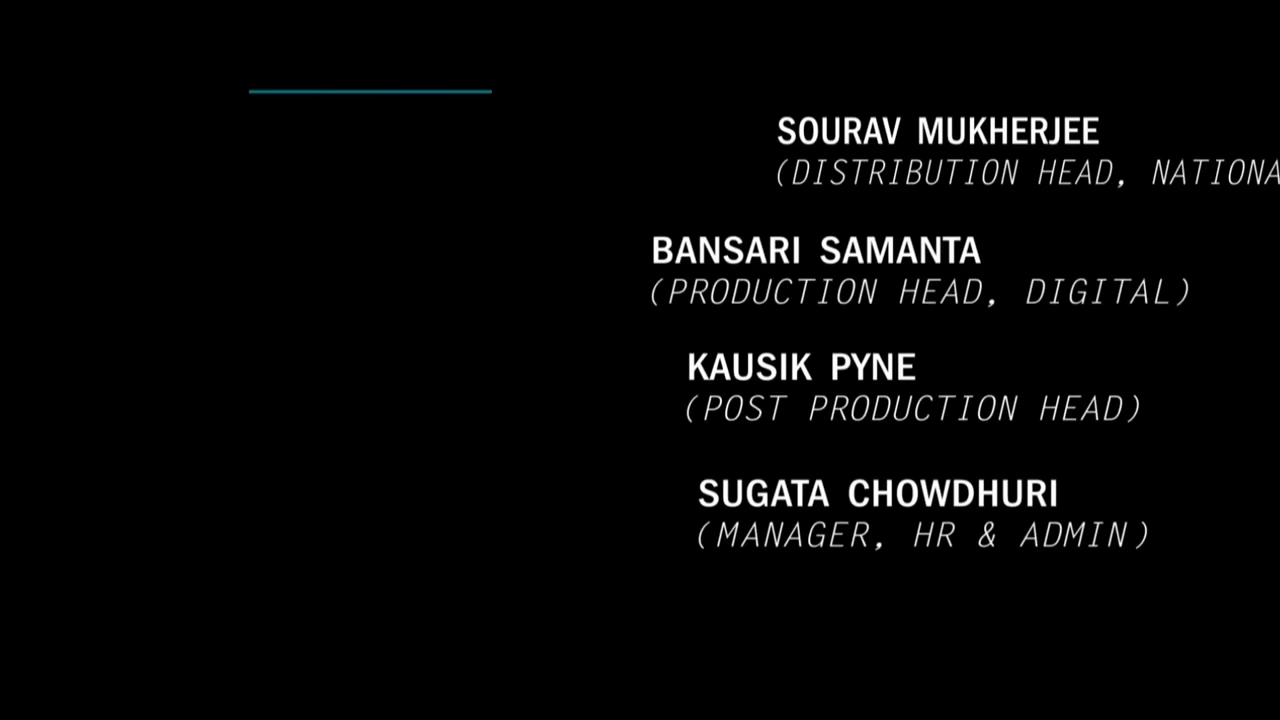 SOURAV MUKHERJEE
(DISTRIBUTION HEAD,
BANSARI SAMANTA
(PRODUCTION HEAD, DIGITAL)
KAUSIK PYNE
(POST PRODUCTION HEAD)
SUGATA CHOWDHURI
(MANAGER, HR & ADMIN)